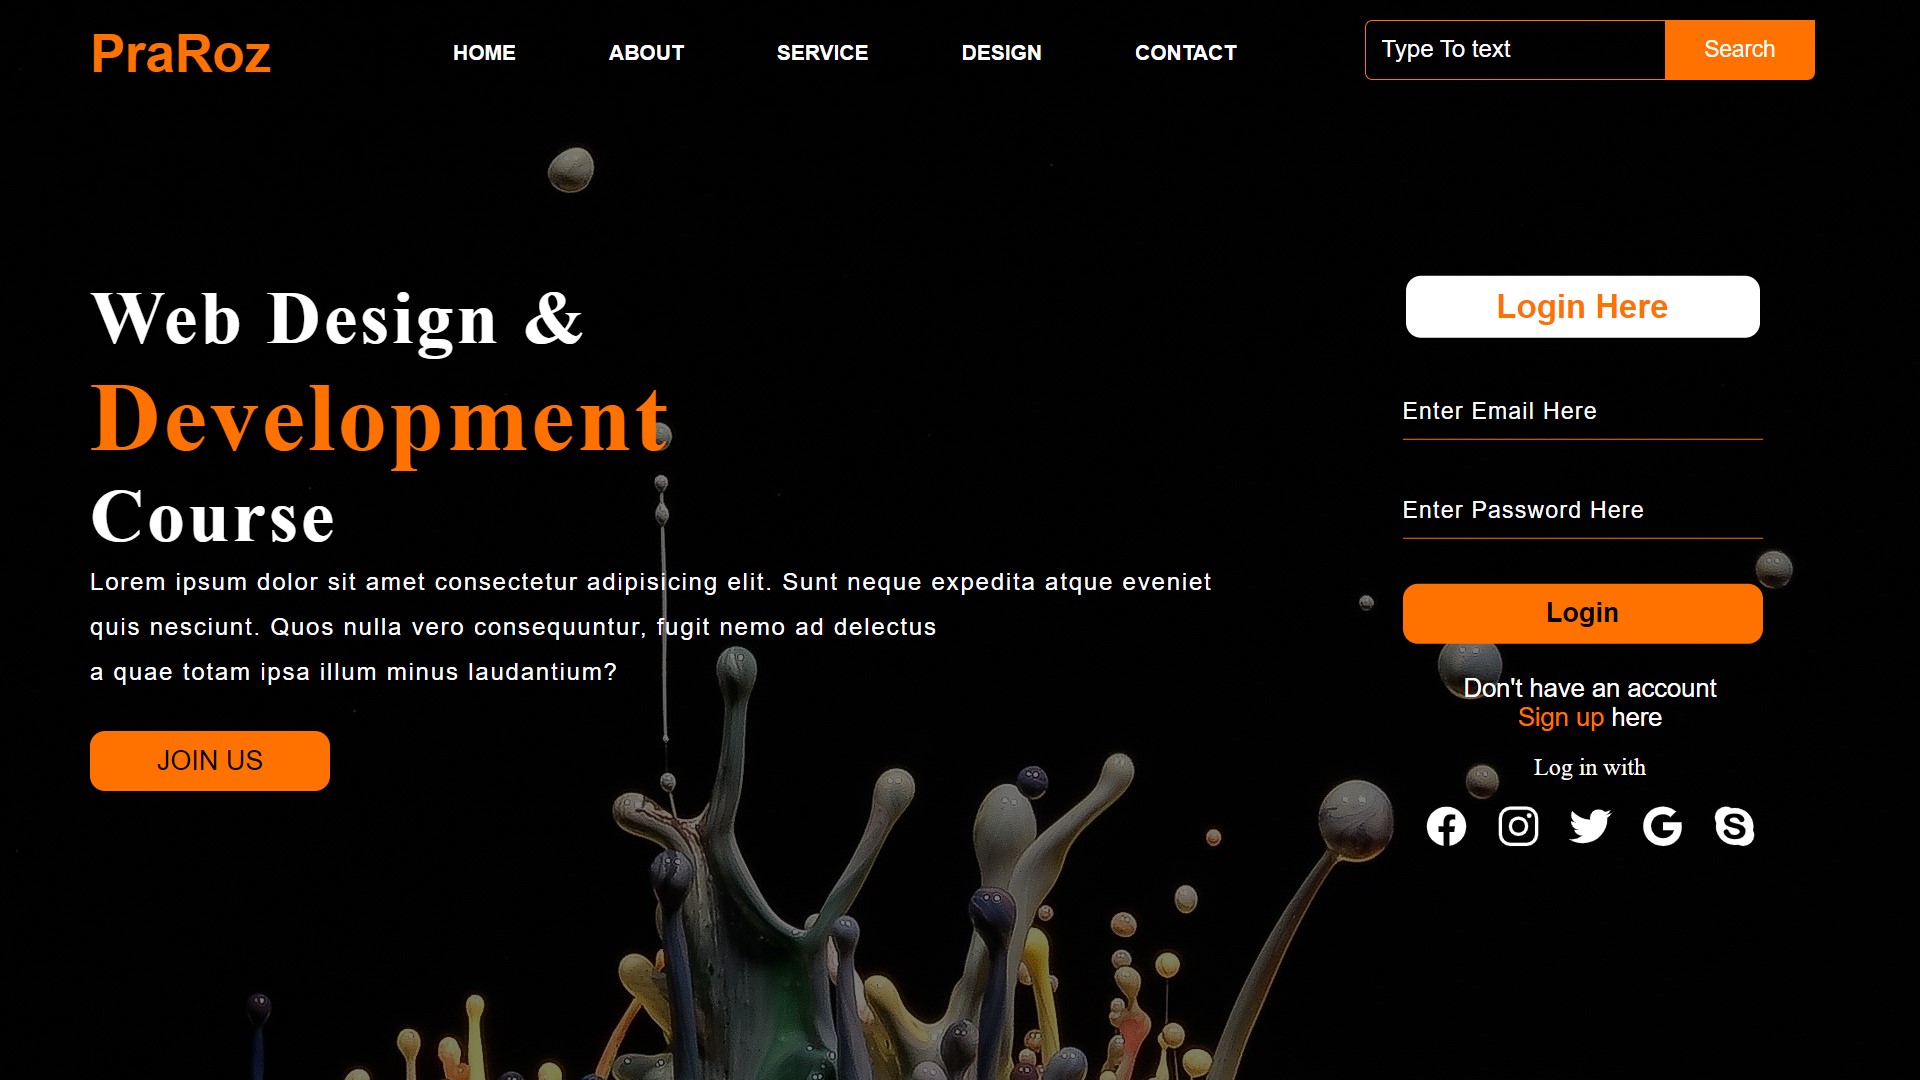 PraRoz
HOME ABOUT SERVICE DESIGN CONTACT
Type To text Search
Web Design &
Development
Course
Lorem ipsum dolor sit amet consectetur adipisicing elit. Sunt neque expedita atque eveniet
quis nesciunt. Quos nulla vero consequuntur, fugit nemo ad delectus
a quae totam ipsa illum minus laudantium?
JOIN US
Login Here
Enter Email Here
Enter Password Here
Login
Don't have an account
Sign up here
Log in with